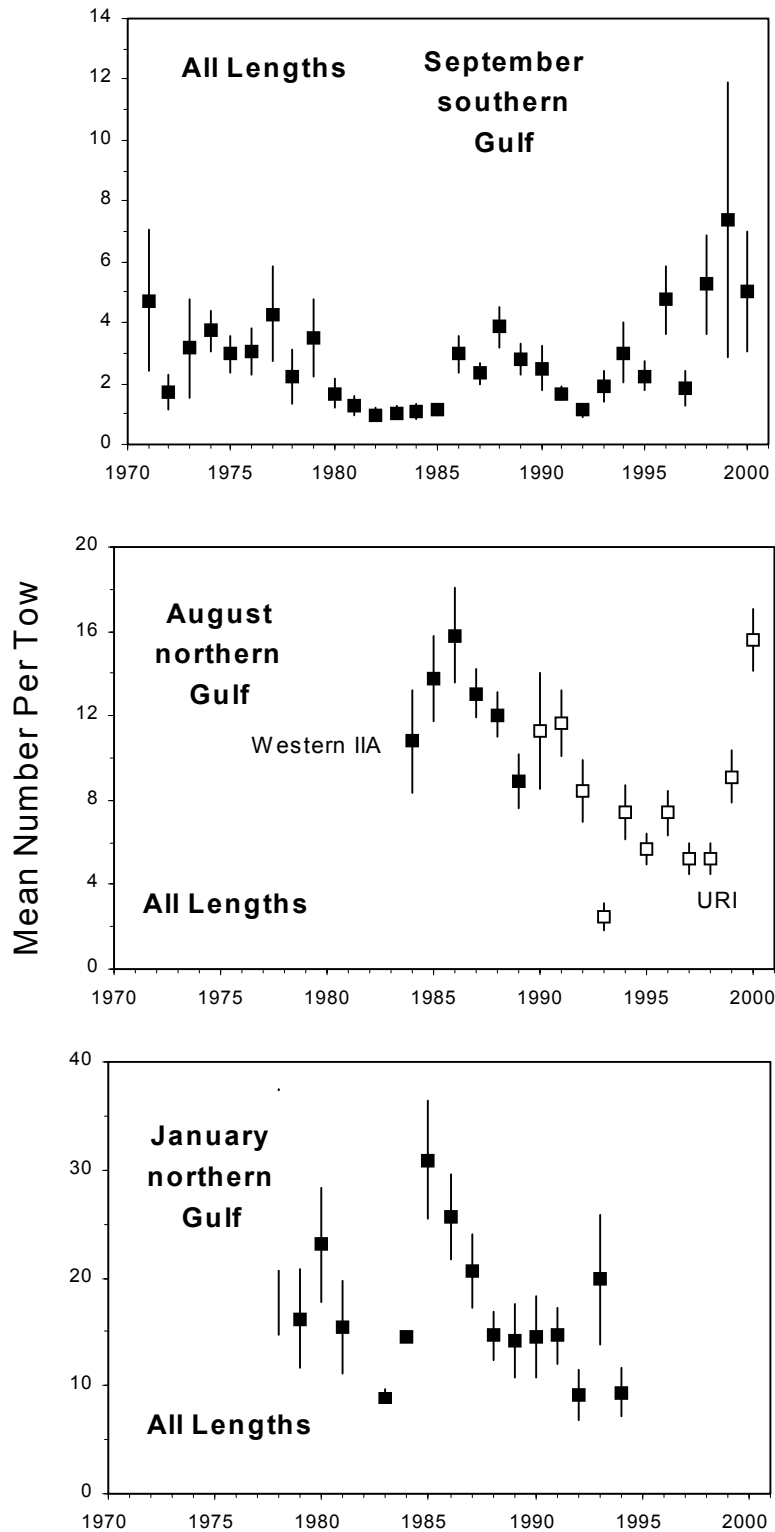 14
12
10
8
6
4
2
0
All Lengths
September
southern
Gulf
1970 1975 1980 1985 1990 1995 2000
Mean Number Per Tow
20
16
12
8
4
0
August
northern
Gulf
Western IIA
All Lengths
URI
1970 1975 1980 1985 1990 1995 2000
40
30
20
10
0
January
northern
Gulf
All Lengths
1970 1975 1980 1985 1990 1995 2000